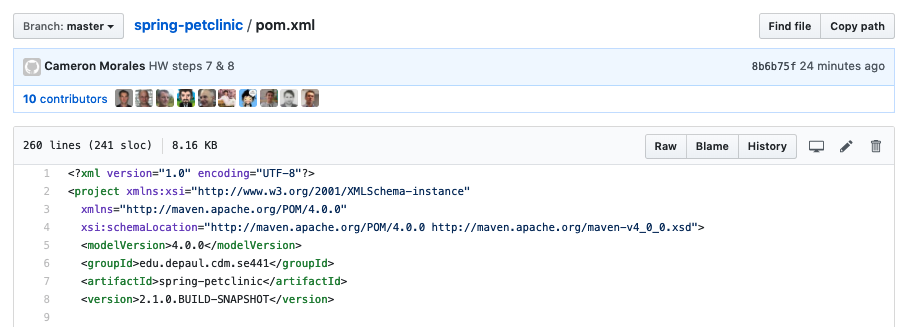 Branch: master spring-petclinic / pom.xml Find file Copy path
Cameron Morales HW steps 7 & 8 8b6b75f 24 minutes ago
10 contributors
260 lines (241 sloc) 8.16 KB Raw Blame History
1 <?xml version="1.0" encoding="UTF-8"?>
2 <project xmlns:xsi="http://www.w3.org/2001/XMLSchema-instance"
3 xmlns="http://maven.apache.org/POM/4.0.0"
4 xsi:schemaLocation="http://maven.apache.org/POM/4.0.0 http://maven.apache.org/maven-v4_0_0.xsd">
5 <modelVersion>4.0.0</modelVersion>
6 <groupId>edu.depaul.cdm.se441</groupId>
7 <artifactId>spring-petclinic</artifactId>
8 <version>2.1.0.BUILD-SNAPSHOT</version>
9